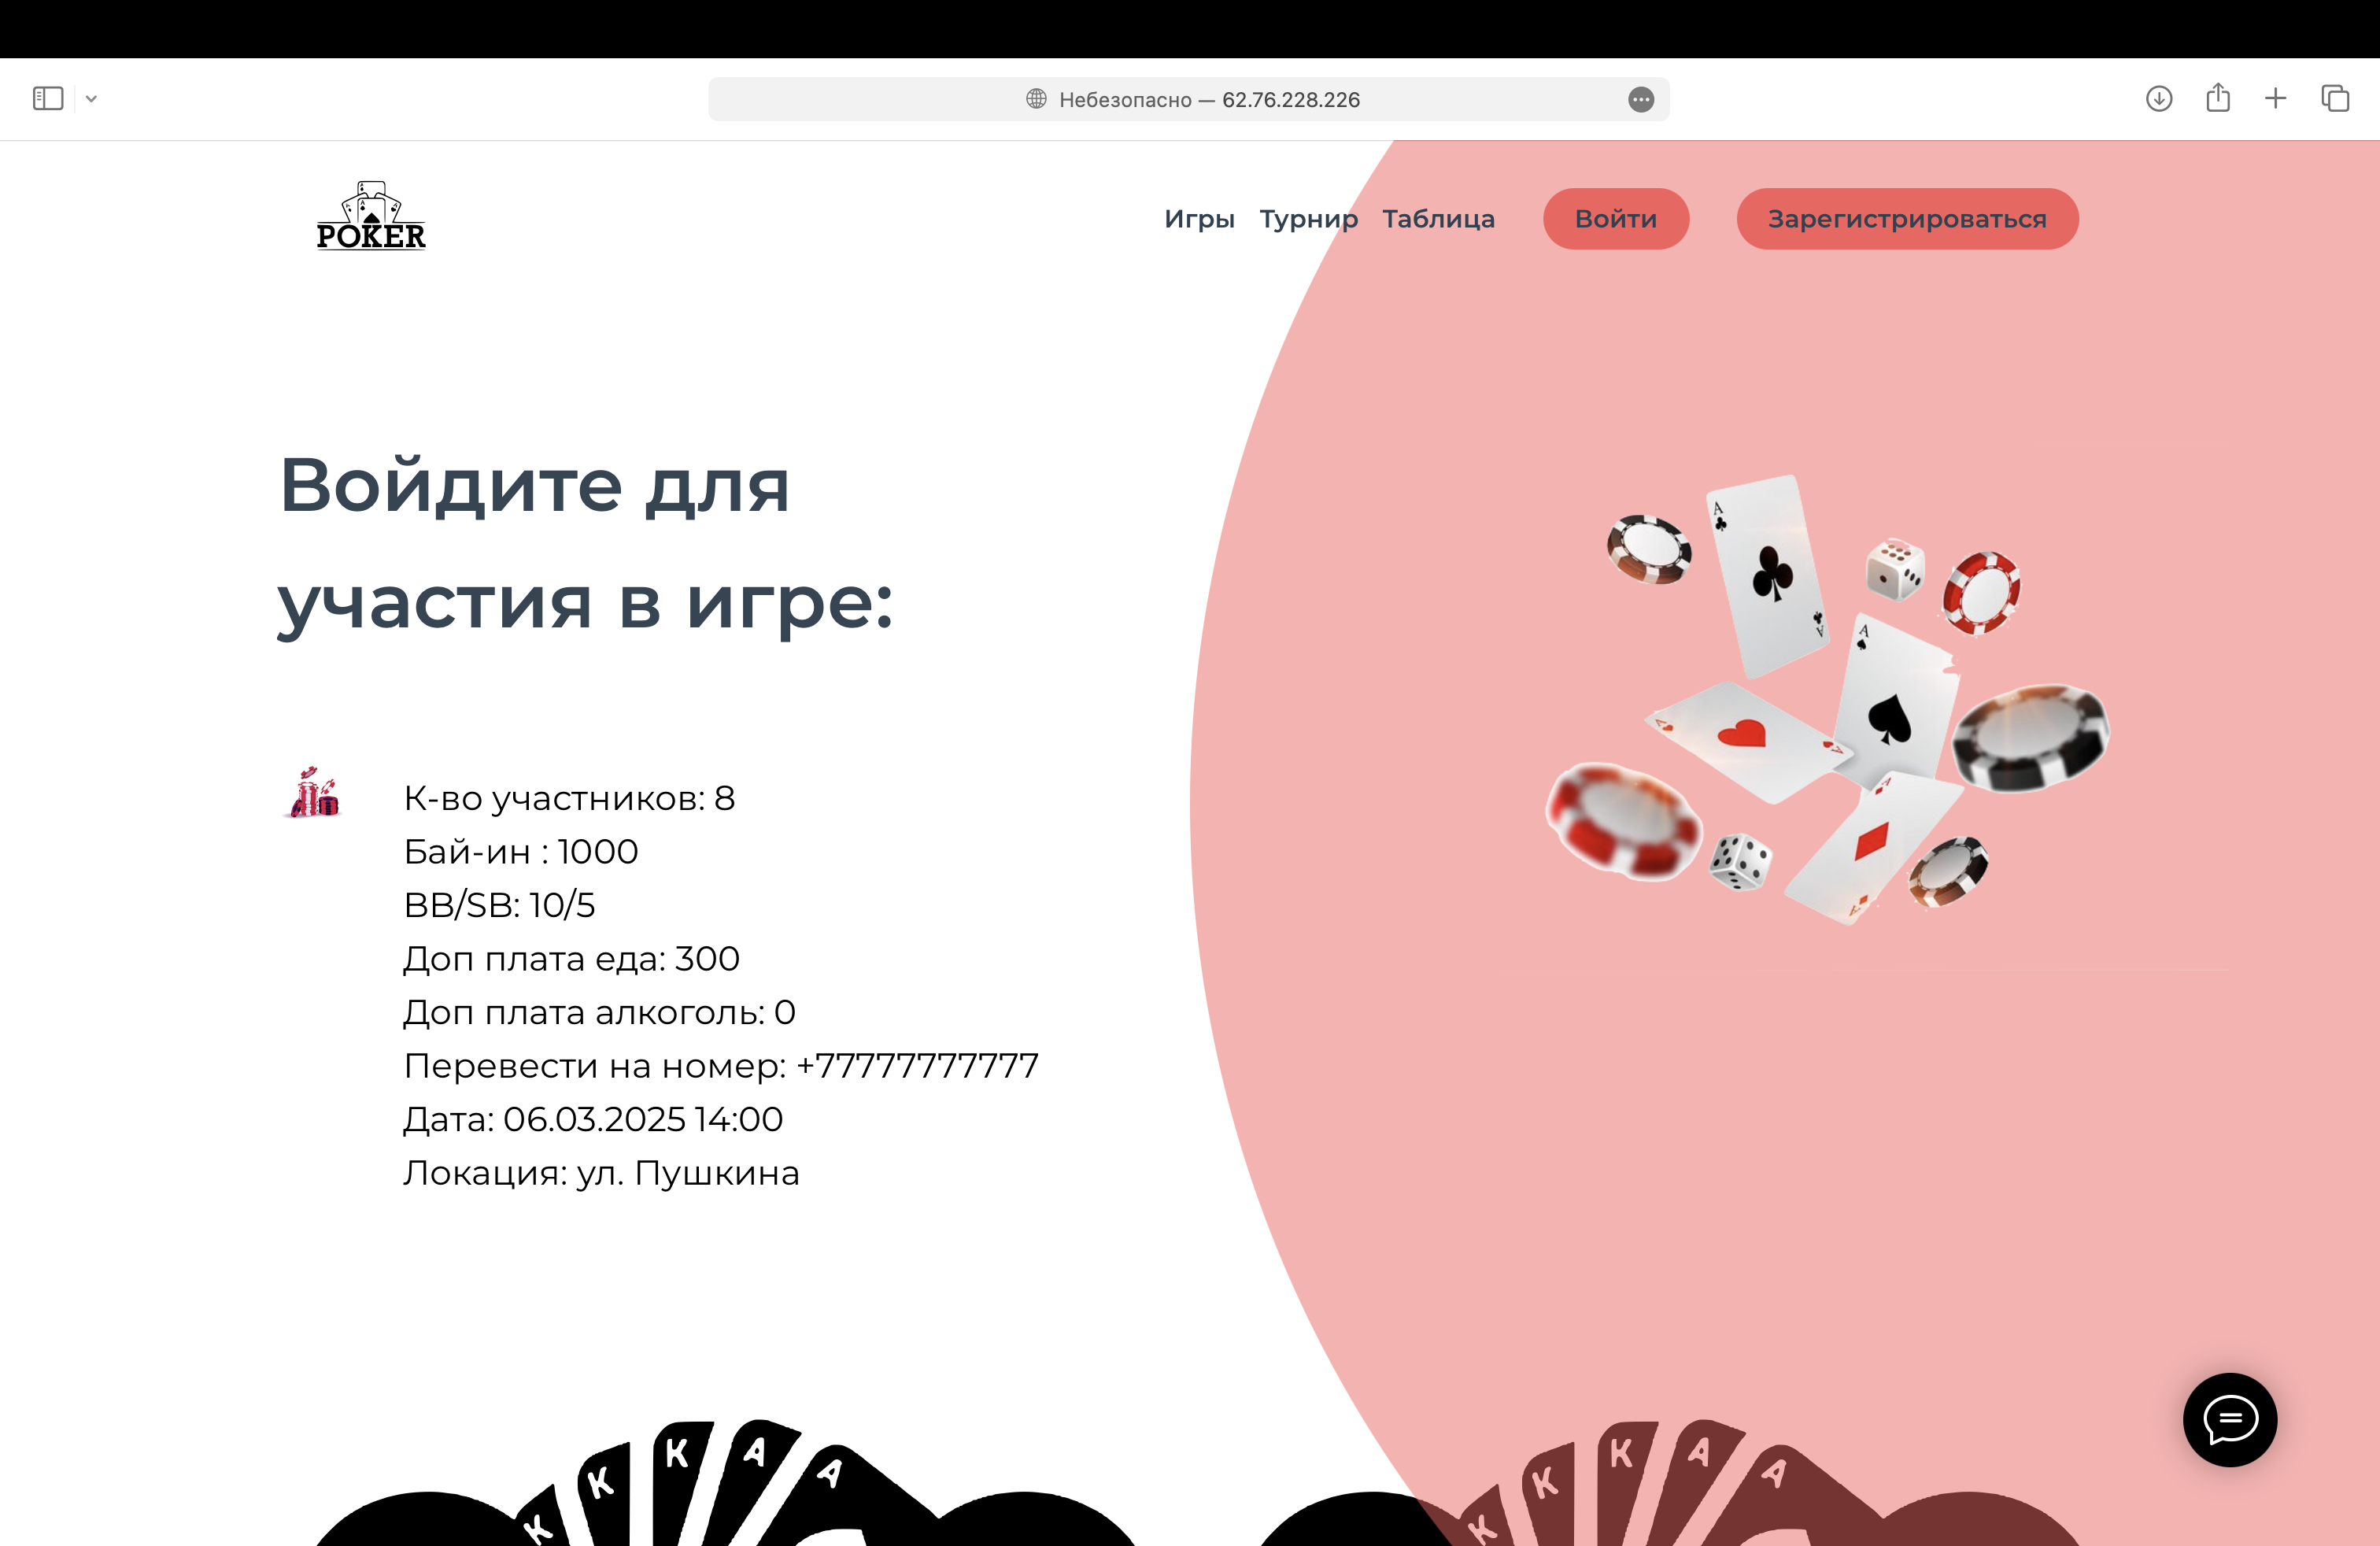 Небезопасно — 62.76.228.226
POKER
Игры Турнир Таблица Войти Зарегистрироваться
Войдите для
участия в игре:
К-во участников: 8
Бай-ин : 1000
BB/SB: 10/5
Доп плата еда: 300
Доп плата алкоголь: 0
Перевести на номер: +77777777777
Дата: 06.03.2025 14:00
Локация: ул. Пушкина
A
A
A
A
A
A
A
A
K K K A A
K K K A A